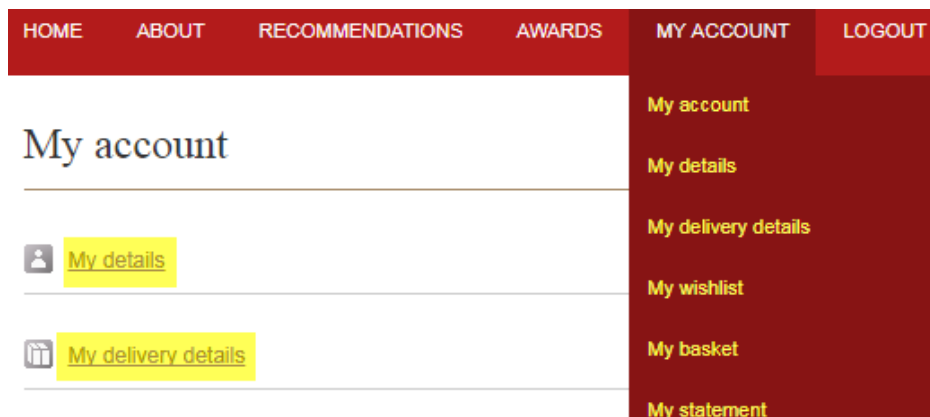 HOME ABOUT RECOMMENDATIONS AWARDS MY ACCOUNT LOGOUT
My account
My details
My delivery details
My account
My details
My delivery details
My wishlist
My basket
My statement